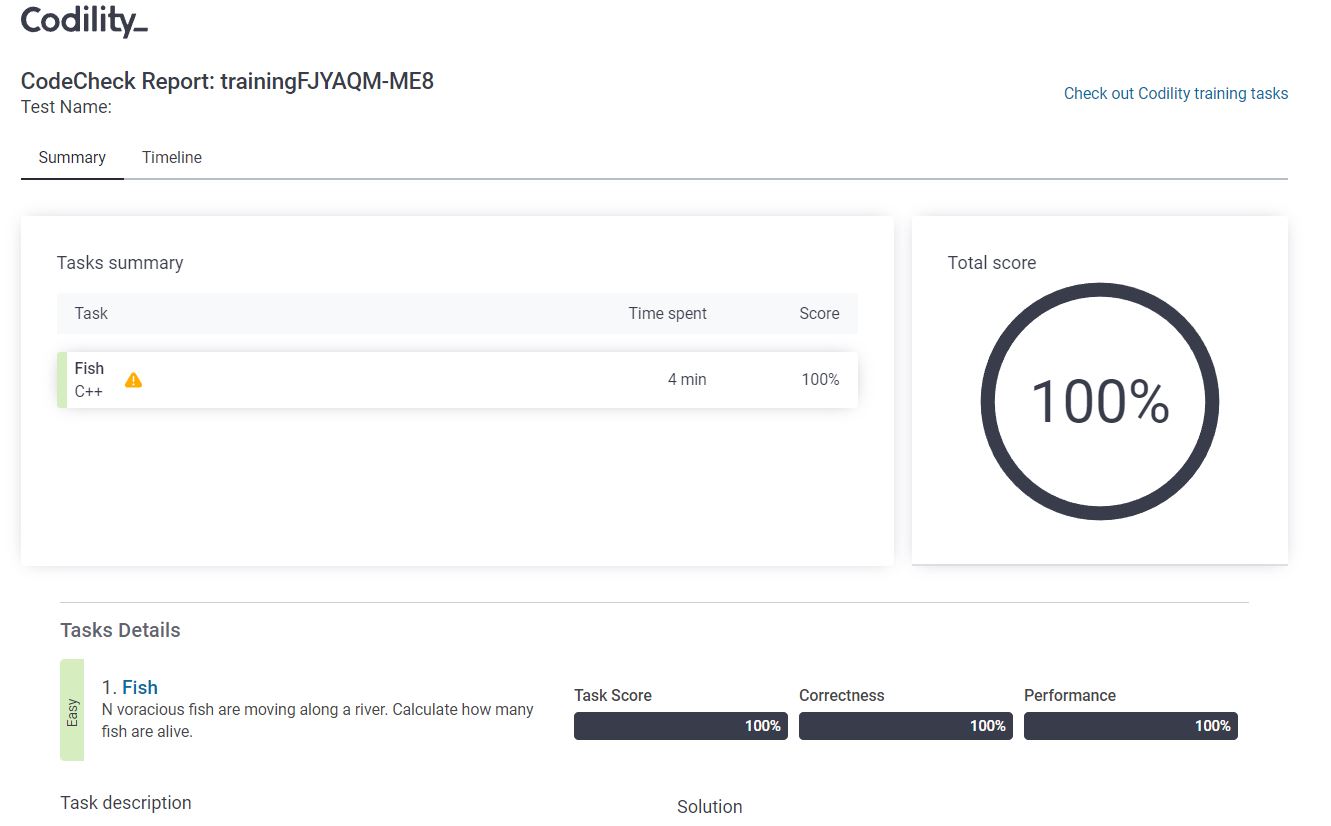 Codility_
CodeCheck Report: trainingFJYAQM-ME8
Test Name:
Check out Codility training tasks
Summary Timeline
Tasks summary
Task Time spent Score
Fish
C++
4 min 100%
Total score
100%
Tasks Details
Easy
1. Fish
N voracious fish are moving along a river. Calculate how many
fish are alive.
Task Score Correctness Performance
100% 100% 100%
Task description
Solution